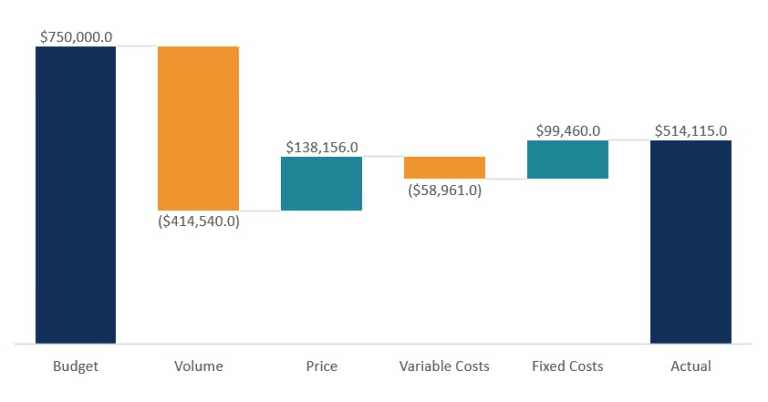 $750,000.0
($414,540.0)
$138,156.0
($58,961.0)
$99,460.0
$514,115.0
Budget
Volume
Price
Variable Costs
Fixed Costs
Actual